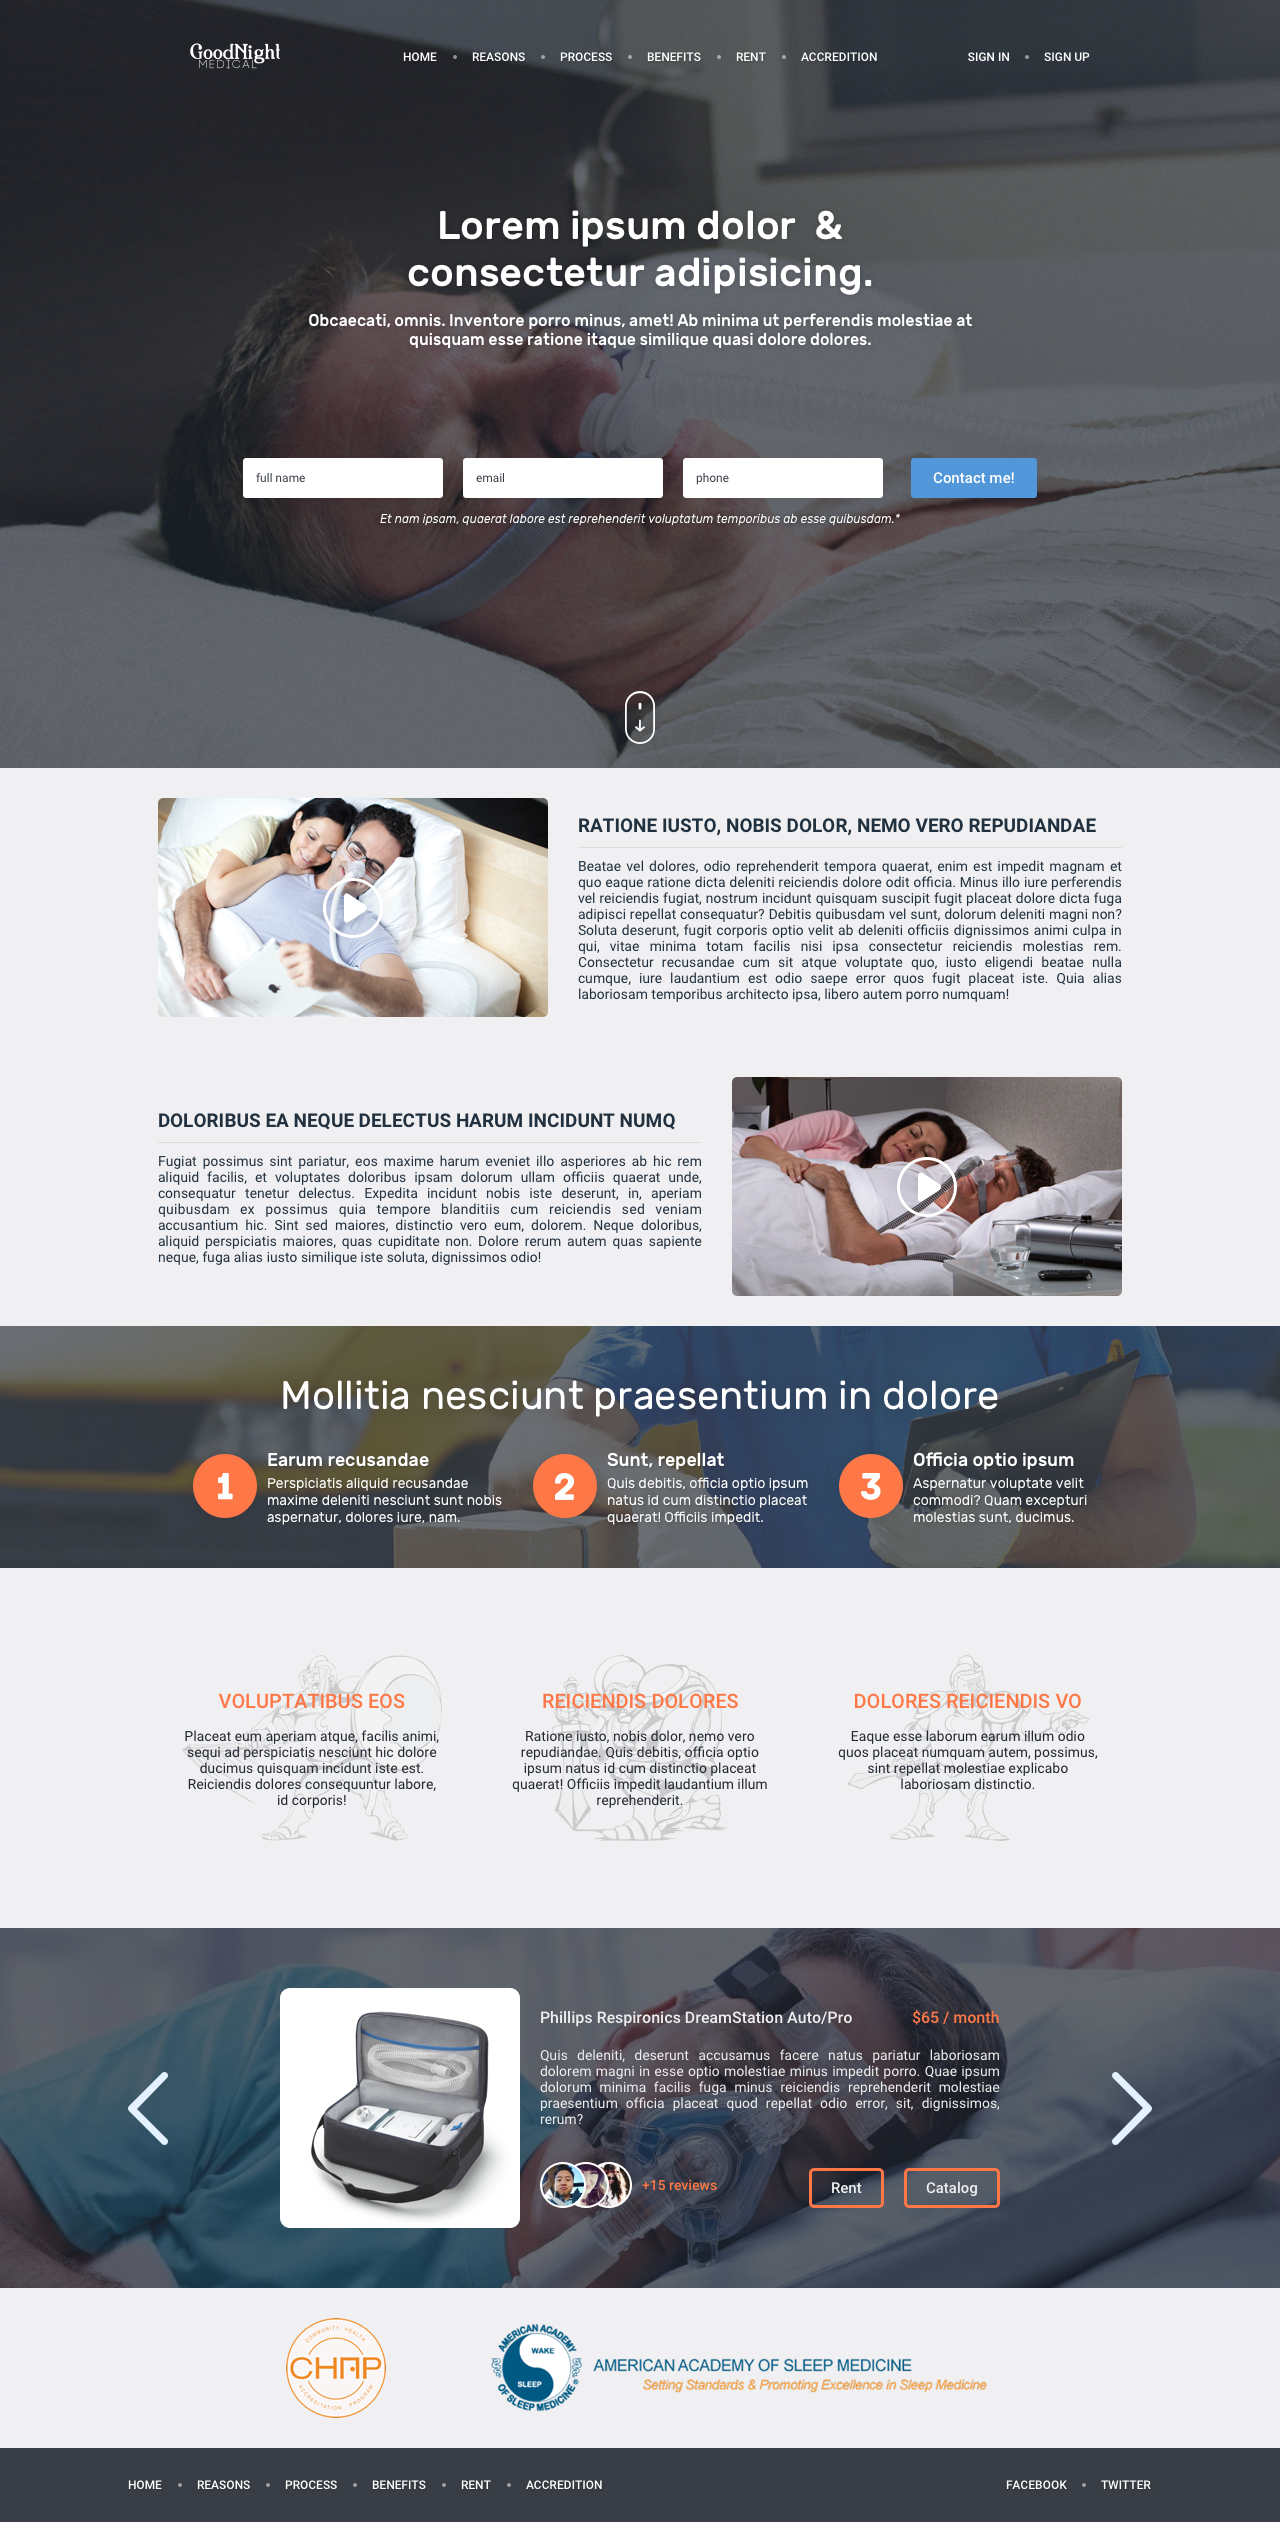 GoodNight
MEDICAL
HOME • REASONS • PROCESS • BENEFITS • RENT • ACCREDITION
SIGN IN • SIGN UP
Lorem ipsum dolor &
consectetur adipisicing.
Obcaecati, omnis. Inventore porro minus, amet! Ab minima ut perferendis molestiae at
quisquam esse ratione itaque similique quasi dolore dolores.
full name
email
phone
Contact me!
Et nam ipsam, quaerat labore est reprehenderit voluptatum temporibus ab esse quibusdam.*
RATIONE IUSTO, NOBIS DOLOR, NEMO VERO REPUDIANDAE
Beatae vel dolores, odio reprehenderit tempora quaerat, enim est impedit magnam et
quo eaque ratione dicta deleniti reiciendis dolore odit officia. Minus illo iure perferendis
vel reiciendis fugiat, nostrum incidunt quisquam suscipit fugit placeat dolore dicta fuga
adipisci repellat consequatur? Debitis quibusdam vel sunt, dolorum deleniti magni non?
Soluta deserunt, fugit corporis optio velit ab deleniti officiis dignissimos animi culpa in
qui, vitae minima totam facilis nisi ipsa consectetur reiciendis molestias rem.
Consectetur recusandae cum sit atque voluptate quo, iusto eligendi beatae nulla
cumque, iure laudantium est odio saepe error quos fugit placeat iste. Quia alias
laboriosam temporibus architecto ipsa, libero autem porro numquam!
DOLORIBUS EA NEQUE DELECTUS HARUM INCIDUNT NUMQ
Fugiat possimus sint pariatur, eos maxime harum eveniet illo asperiores ab hic rem
aliquid facilis, et voluptates doloribus ipsam dolorum ullam officiis quaerat unde,
consequatur tenetur delectus. Expedita incidunt nobis iste deserunt, in, aperiam
quibusdam ex possimus quia tempore blanditiis cum reiciendis sed veniam
accusantium hic. Sint sed maiores, distinctio vero eum, dolorem. Neque doloribus,
aliquid perspiciatis maiores, quas cupiditate non. Dolore rerum autem quas sapiente
neque, fuga alias iusto similique iste soluta, dignissimos odio!
Mollitia nesciunt praesentium in dolore
1
Earum recusandae
Perspiciatis aliquid recusandae
maxime deleniti nesciunt sunt nobis
aspernatur, dolores iure, nam.
2
Sunt, repellat
Quis debitis, officia optio ipsum
natus id cum distinctio placeat
quaerat! Officiis impedit.
3
Officia optio ipsum
Aspernatur voluptate velit
commodi? Quam excepturi
molestias sunt, ducimus.
VOLUPTATIBUS EOS
Placeat eum aperiam atque, facilis animi,
sequi ad perspiciatis nesciunt hic dolore
ducimus quisquam incidunt iste est.
Reiciendis dolores consequuntur labore,
id corporis!
REICIENDIS DOLORES
Ratione iusto, nobis dolor, nemo vero
repudiandae. Quis debitis, officia optio
ipsum natus id cum distinctio placeat
quaerat! Officiis impedit laudantium illum
reprehenderit.
DOLORES REICIENDIS VO
Eaque esse laborum earum illum odio
quos placeat numquam autem, possimus,
sint repellat molestiae explicabo
laboriosam distinctio.
Phillips Respironics DreamStation Auto/Pro
$65 / month
Quis deleniti, deserunt accusamus facere natus pariatur laboriosam
dolorem magni in esse optio molestiae minus impedit porro. Quae ipsum
dolorum minima facilis fuga minus reiciendis reprehenderit molestiae
praesentium officia placeat quod repellat odio error, sit, dignissimos,
rerum?
+15 reviews
Rent
Catalog
COMMUNITY HEALTH
CHAP
ACCREDITATION PROGRAM
AMERICAN ACADEMY
WAKE
SLEEP
OF SLEEP MEDICINE
®
AMERICAN ACADEMY OF SLEEP MEDICINE
Setting Standards & Promoting Excellence in Sleep Medicine
HOME • REASONS • PROCESS • BENEFITS • RENT • ACCREDITION
FACEBOOK • TWITTER